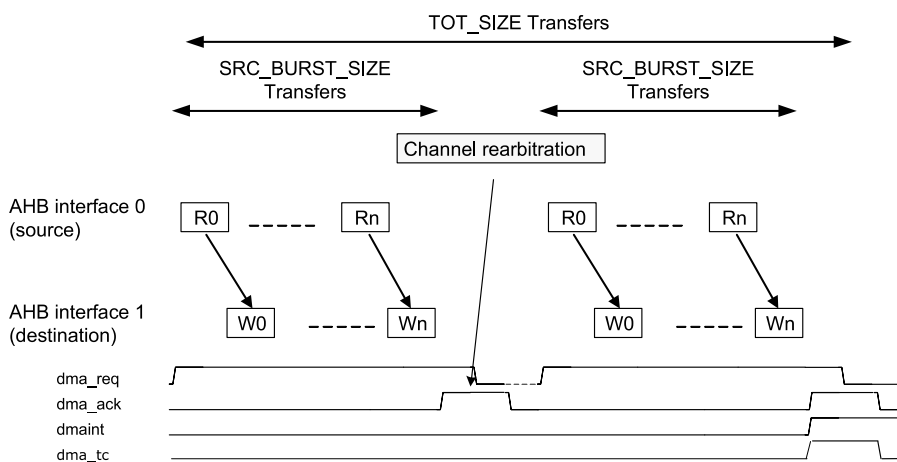 TOT_SIZE Transfers
SRC_BURST_SIZE
Transfers
SRC_BURST_SIZE
Transfers
Channel rearbitration
AHB interface 0
(source)
R0
Rn
R0
Rn
AHB interface 1
(destination)
W0
Wn
W0
Wn
dma_req
dma_ack
dmaint
dma_tc